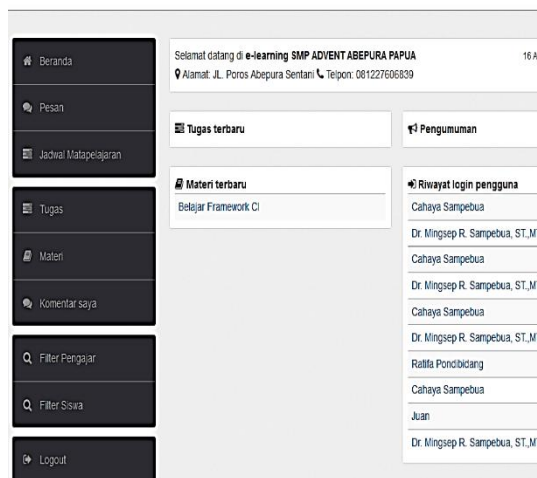 Beranda
Pesan
Jadwal Matapelajaran
Tugas
Materi
Komentar saya
Filter Pengajar
Filter Siswa
Logout
Selamat datang di e-learning SMP ADVENT ABEPURA PAPUA
16 A
Alamat: JL. Poros Abepura Sentani Telpon: 081227606839
Tugas terbaru
Materi terbaru
Belajar Framework CI
Pengumuman
Riwayat login pengguna
Cahaya Sampebua
Dr. Mingsep R. Sampebua, ST.,M
Cahaya Sampebua
Dr. Mingsep R. Sampebua, ST.,M
Cahaya Sampebua
Dr. Mingsep R. Sampebua, ST.,M
Ratifa Pondibidang
Cahaya Sampebua
Juan
Dr. Mingsep R. Sampebua, ST.,M